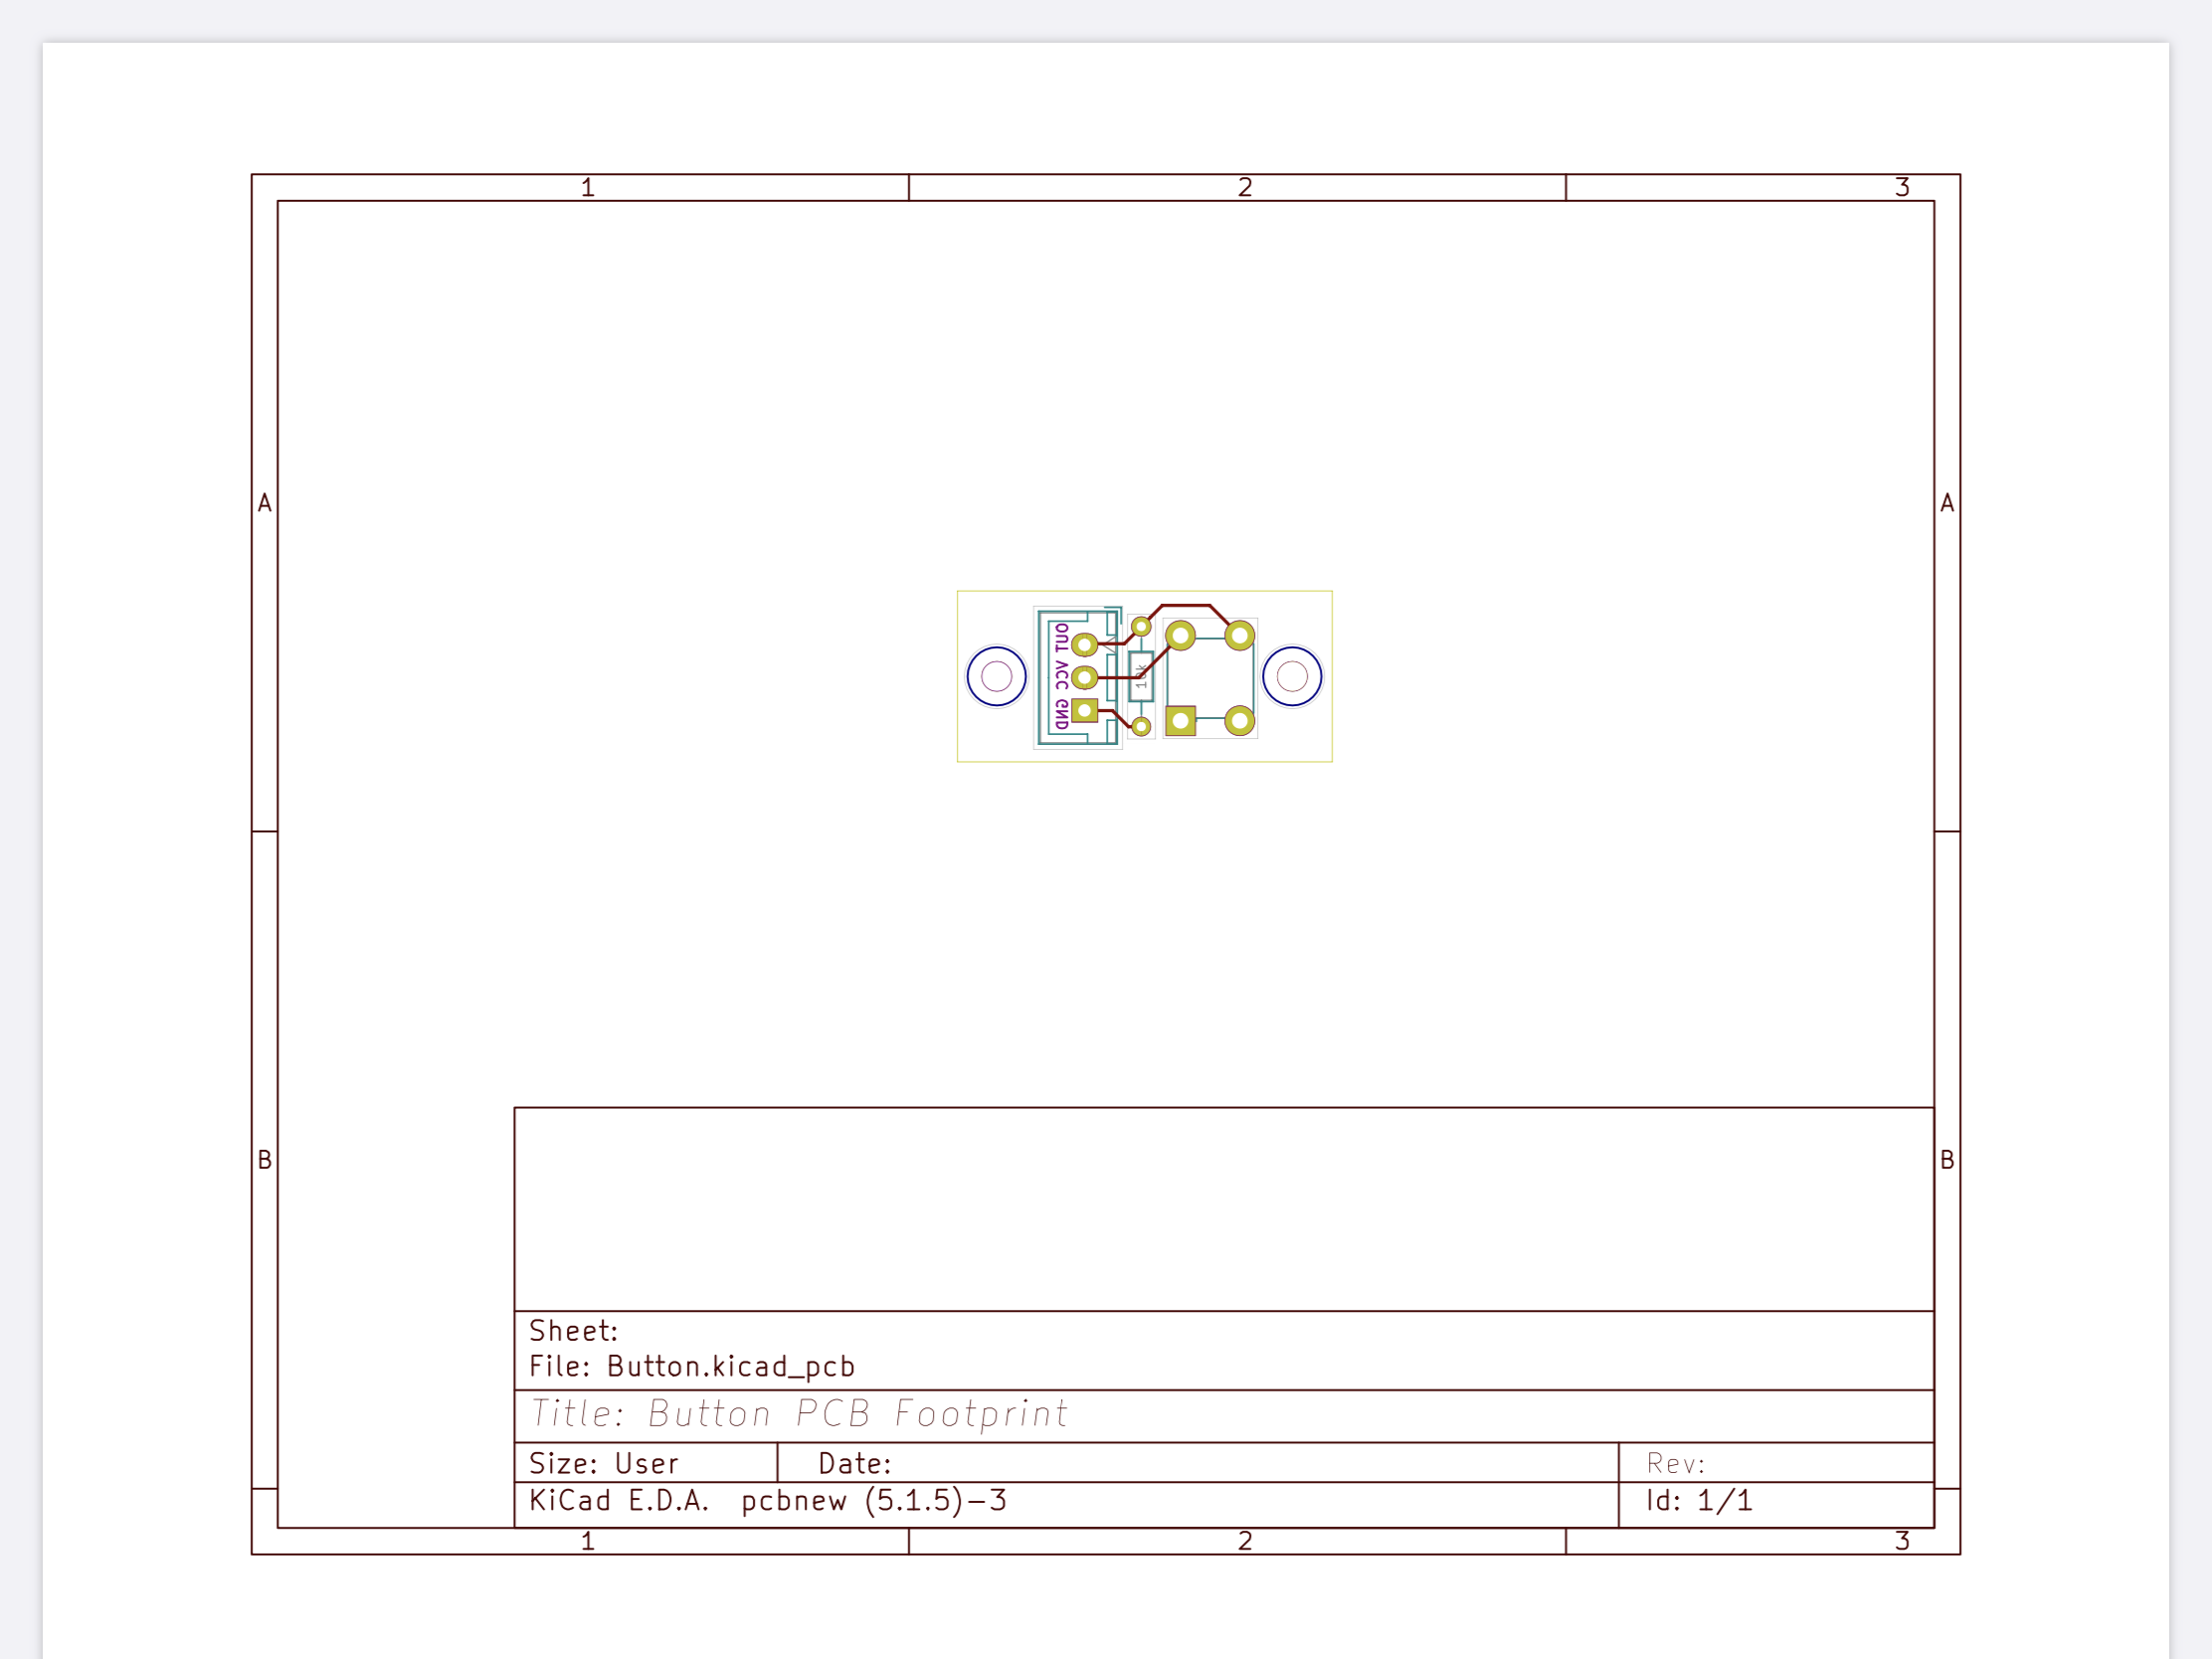 1 2 3
A A
OUT VCC GND
10k
B B
Sheet:
File: Button.kicad_pcb
Title: Button PCB Footprint
Size: User Date: Rev:
KiCad E.D.A. pcbnew (5.1.5)-3 Id: 1/1
1 2 3